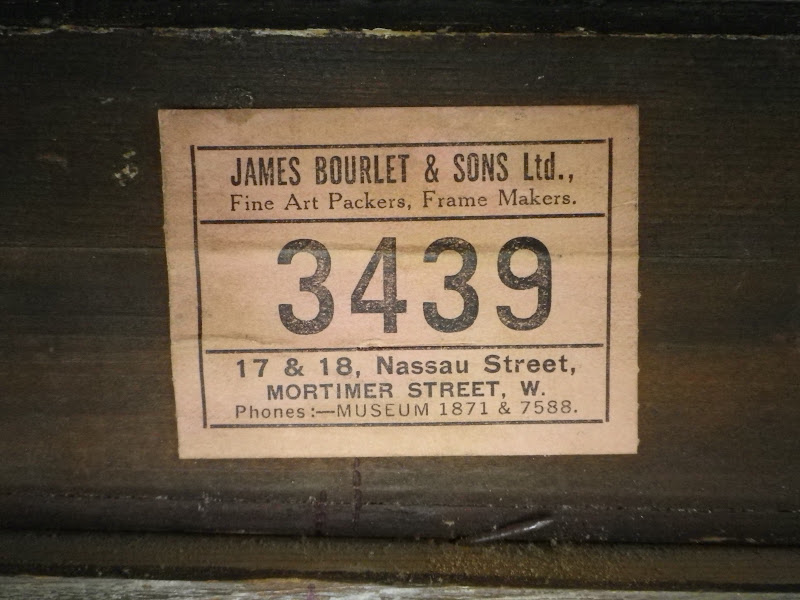 JAMES BOURLET & SONS Ltd.,
Fine Art Packers, Frame Makers.
3439
17 & 18, Nassau Street,
MORTIMER STREET, W.
Phones:—MUSEUM 1871 & 7588.